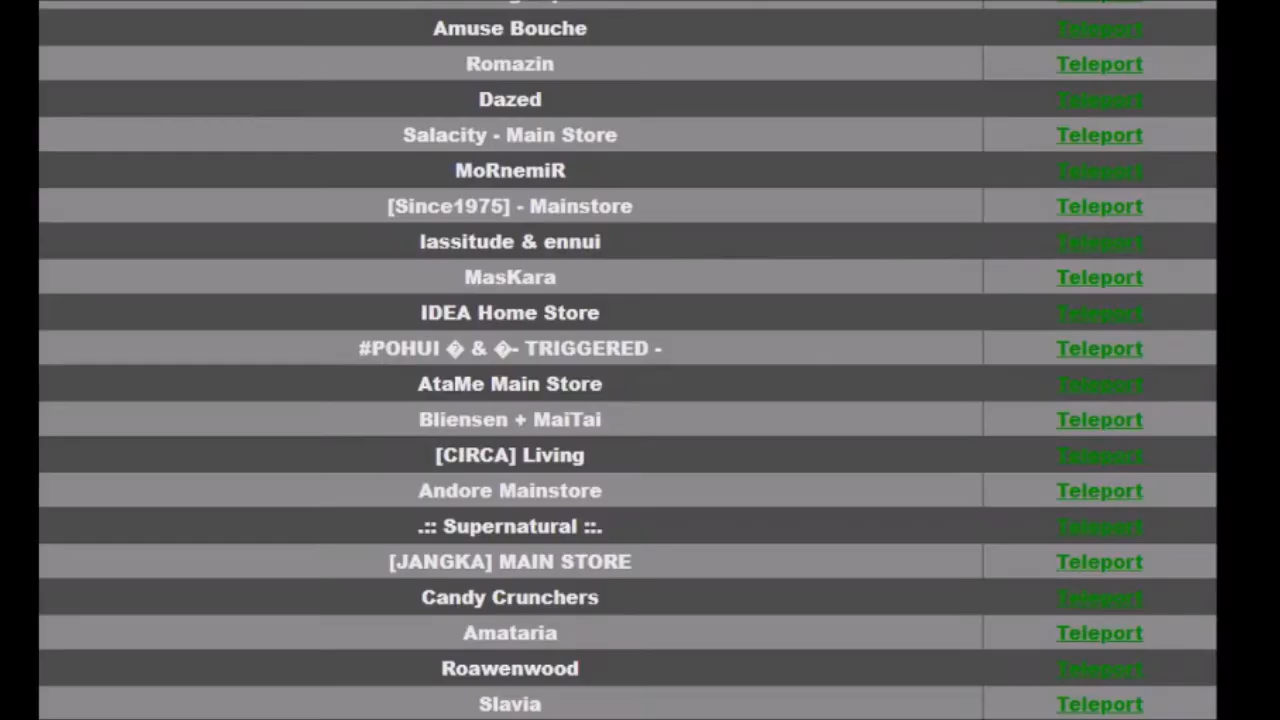 Amuse Bouche Teleport
Romazin Teleport
Dazed Teleport
Salacity - Main Store Teleport
MoRnemiR Teleport
[Since1975] - Mainstore Teleport
lassitude & ennui Teleport
MasKara Teleport
IDEA Home Store Teleport
#POHUI � & �- TRIGGERED - Teleport
AtaMe Main Store Teleport
Bliensen + MaiTai Teleport
[CIRCA] Living Teleport
Andore Mainstore Teleport
.:: Supernatural ::. Teleport
[JANGKA] MAIN STORE Teleport
Candy Crunchers Teleport
Amataria Teleport
Roawenwood Teleport
Slavia Teleport